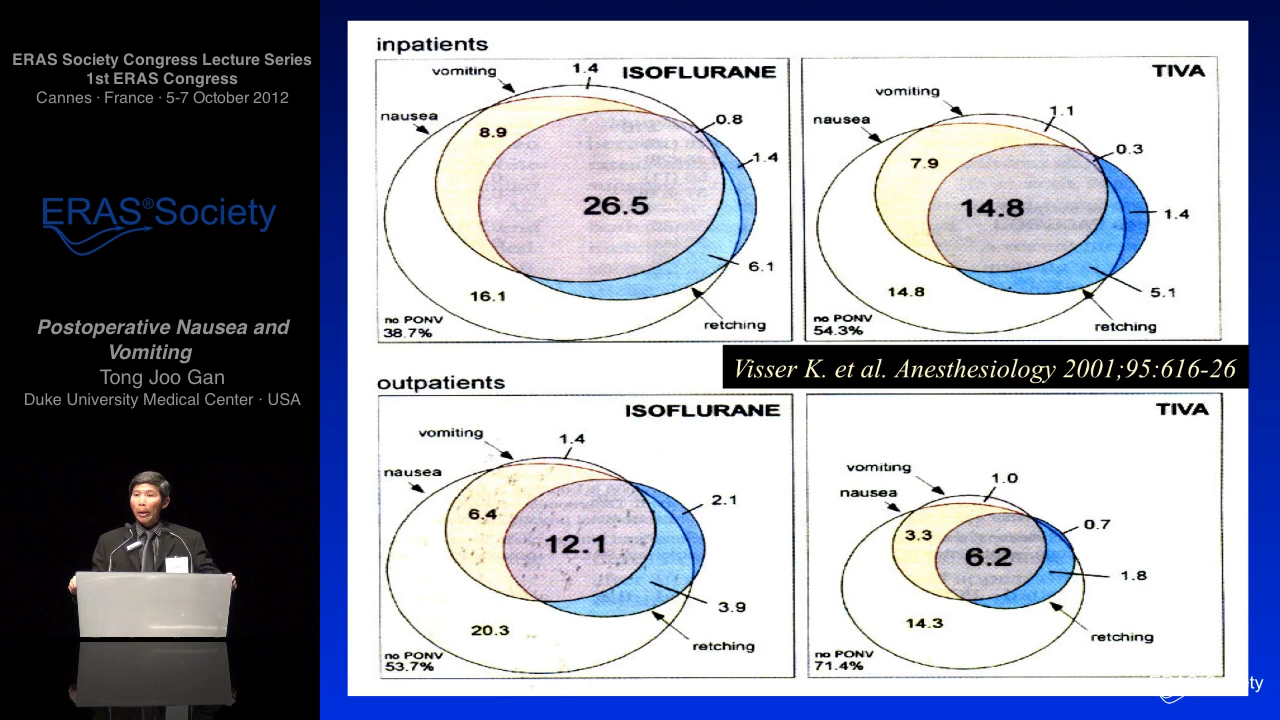 ERAS Society Congress Lecture Series
1st ERAS Congress
Cannes · France · 5-7 October 2012
ERAS®Society
Postoperative Nausea and
Vomiting
Tong Joo Gan
Duke University Medical Center · USA
inpatients
ISOFLURANE
vomiting
1.4
nausea
8.9
0.8
1.4
26.5
6.1
16.1
retching
no PONV
38.7%
TIVA
vomiting
1.1
nausea
7.9
0.3
14.8
1.4
14.8
5.1
retching
no PONV
54.3%
Visser K. et al. Anesthesiology 2001;95:616-26
outpatients
ISOFLURANE
vomiting
1.4
nausea
6.4
2.1
12.1
3.9
20.3
retching
no PONV
53.7%
TIVA
vomiting
1.0
nausea
3.3
0.7
6.2
1.8
14.3
retching
no PONV
71.4%